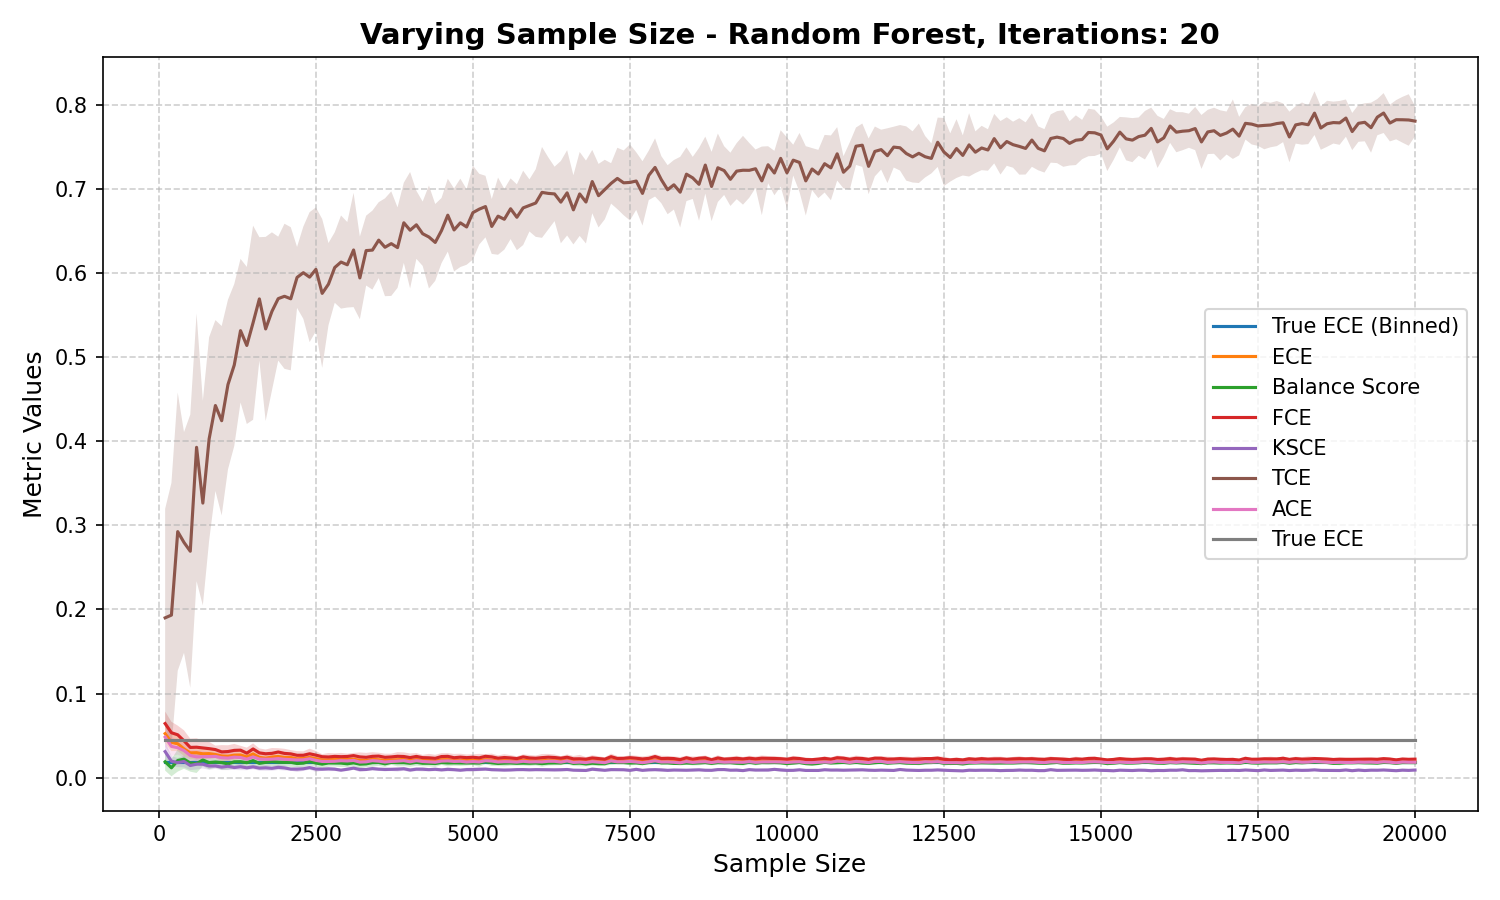 Varying Sample Size - Random Forest, Iterations: 20
Metric Values
0.8
0.7
0.6
0.5
0.4
0.3
0.2
0.1
0.0
True ECE (Binned)
ECE
Balance Score
FCE
KSCE
TCE
ACE
True ECE
0 2500 5000 7500 10000 12500 15000 17500 20000
Sample Size